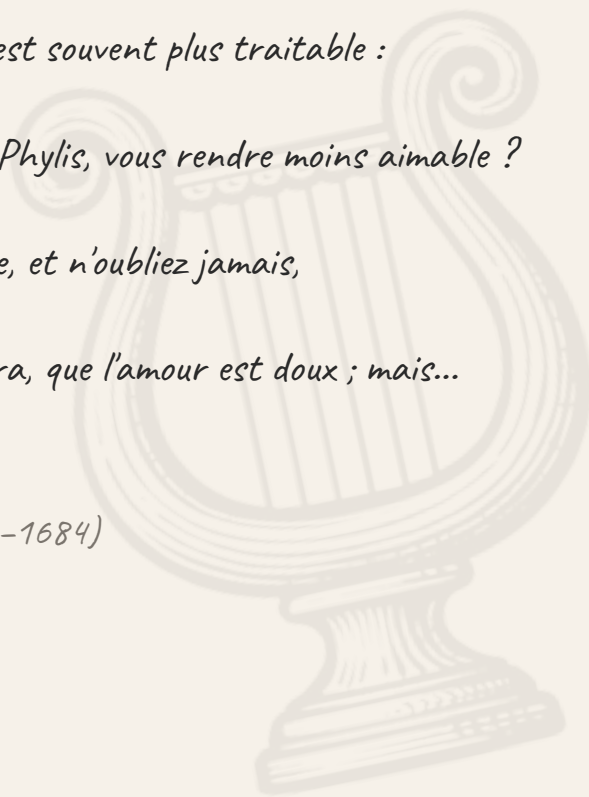 est souvent plus traitable :
Phylis, vous rendre moins aimable ?
e, et n'oubliez jamais,
ra, que l'amour est doux ; mais...
–1684)